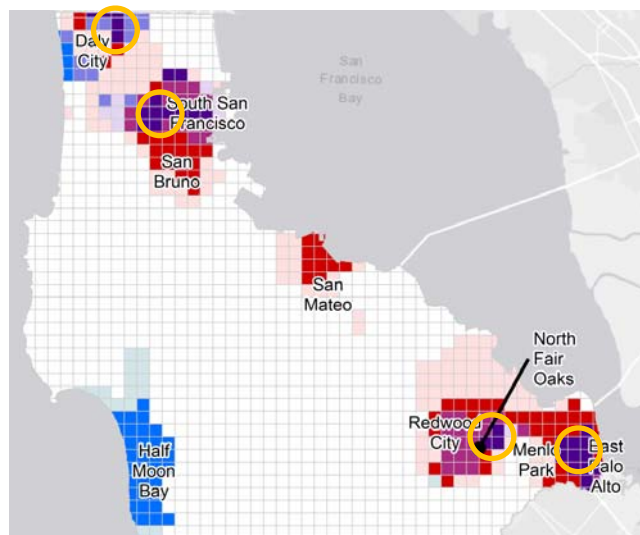 San
Francisco
Bay
Daly
City
South San
Francisco
San
Bruno
San
Mateo
North
Fair
Oaks
Redwood
City
Menlo
Park
East
Palo
Alto
Half
Moon
Bay